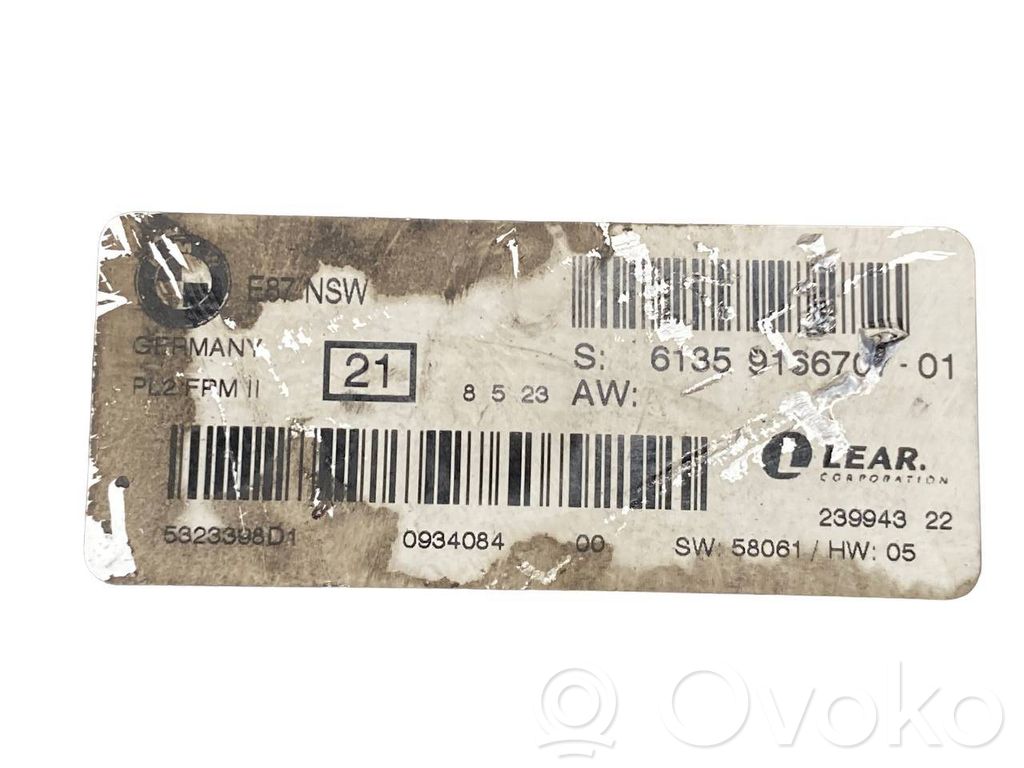 E87 NSW
GERMANY
PL2 FRM II
21
8 5 23
S: 6135 9166707-01
AW:
LEAR.
CORPORATION
5323398D1
0934084
00
239943 22
SW: 58061 / HW: 05
Ovoko